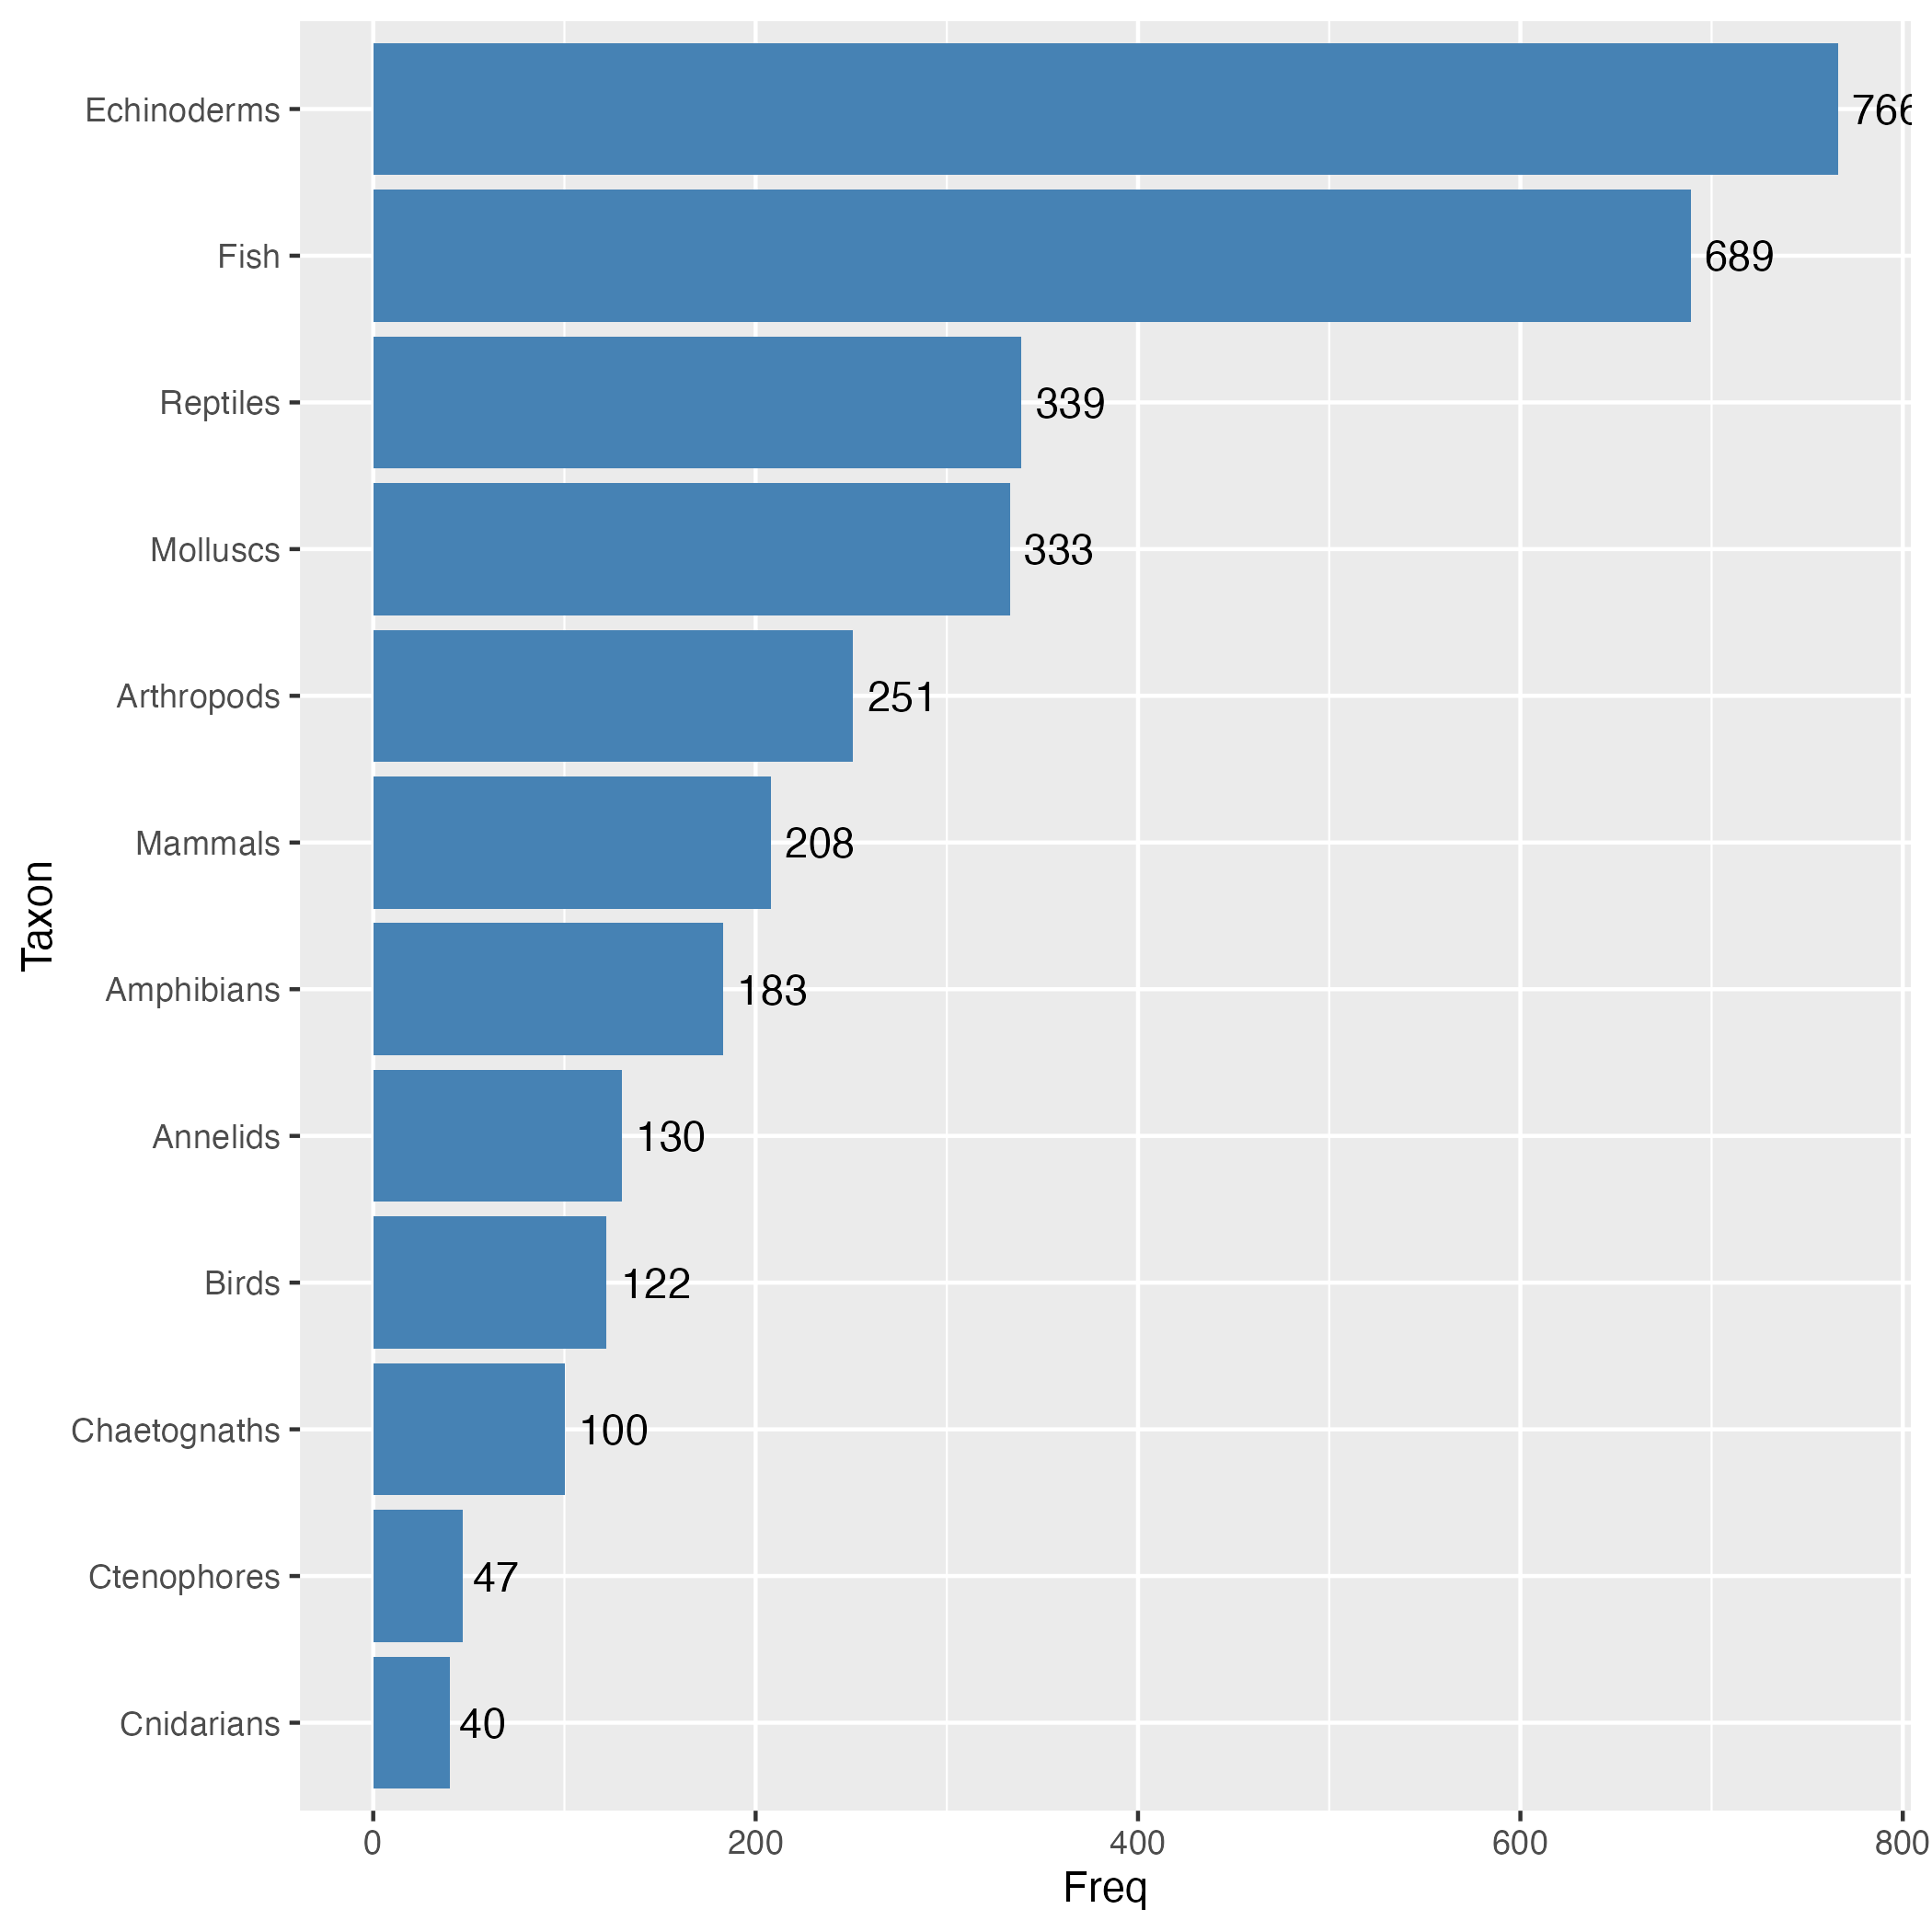 Echinoderms 766
Fish 689
Reptiles 339
Molluscs 333
Arthropods 251
Mammals 208
Amphibians 183
Annelids 130
Birds 122
Chaetognaths 100
Ctenophores 47
Cnidarians 40
Taxon
0 200 400 600 800
Freq